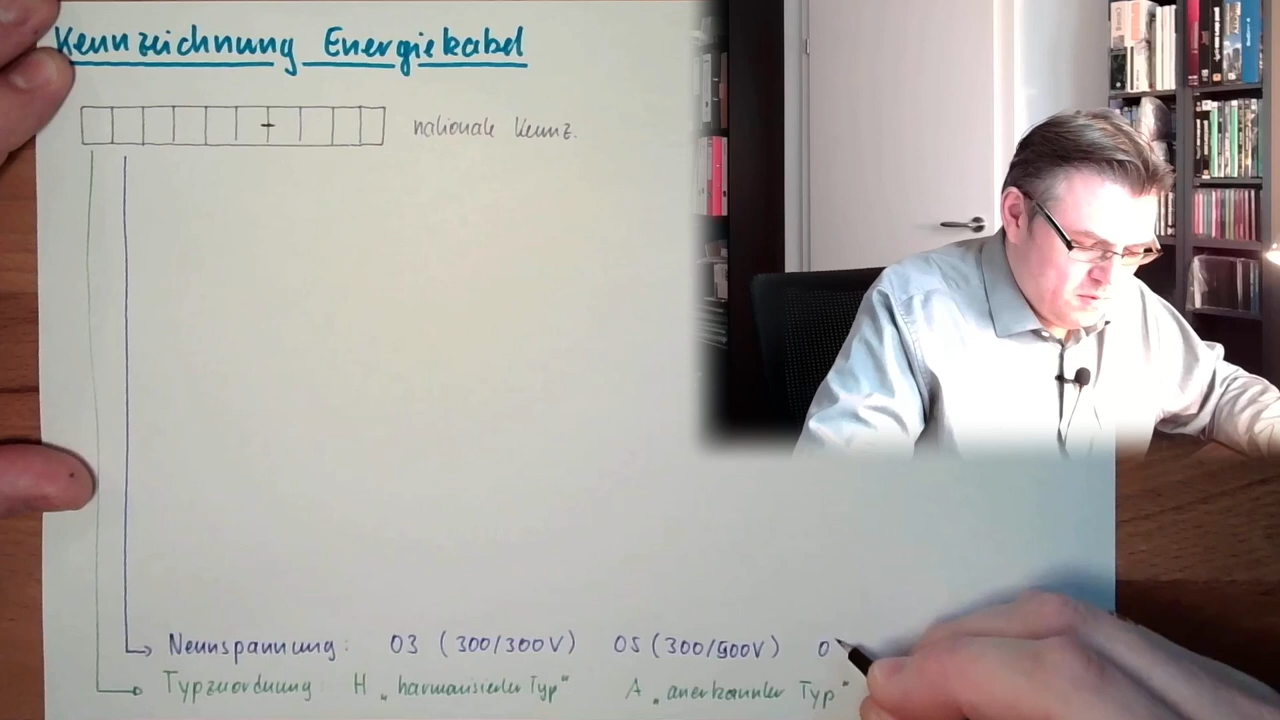 Kennzeichnung Energiekabel
nationale Kennz.
Nennspannung: 03 (300/300V) 05 (300/500V) 0
Typzuordnung: H „harmonisierter Typ" A „anerkannter Typ"